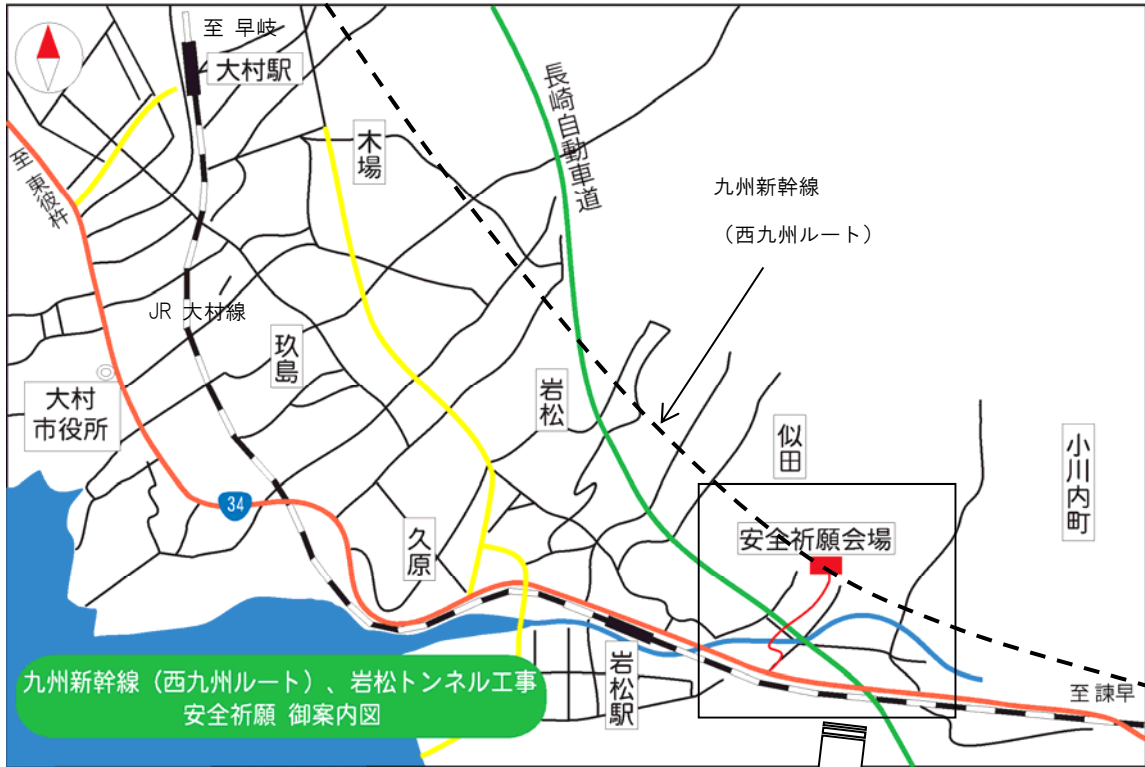 至 早岐
大村駅
長崎自動車道
木場
至 東彼杵
九州新幹線
（西九州ルート）
JR 大村線
玖島
岩松
大村
市役所
似田
小川内町
34
久原
安全祈願会場
岩松駅
九州新幹線（西九州ルート）、岩松トンネル工事
安全祈願 御案内図
至 諫早